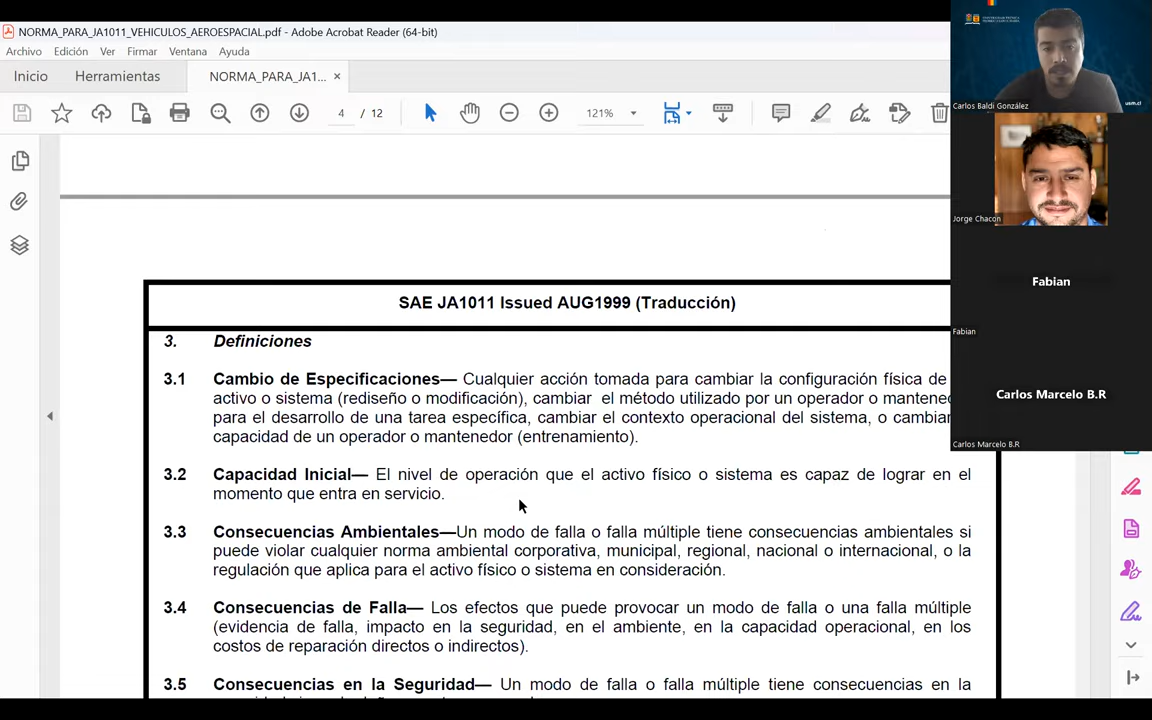 NORMA_PARA_JA1011_VEHICULOS_AEROESPACIAL.pdf - Adobe Acrobat Reader (64-bit)
Archivo Edición Ver Firmar Ventana Ayuda
Inicio Herramientas NORMA_PARA_JA1... ×
4 / 12 121%
SAE JA1011 Issued AUG1999 (Traducción)
3. Definiciones
3.1 Cambio de Especificaciones— Cualquier acción tomada para cambiar la configuración física de
activo o sistema (rediseño o modificación), cambiar el método utilizado por un operador o mantened
para el desarrollo de una tarea específica, cambiar el contexto operacional del sistema, o cambiar
capacidad de un operador o mantenedor (entrenamiento).
3.2 Capacidad Inicial— El nivel de operación que el activo físico o sistema es capaz de lograr en el
momento que entra en servicio.
3.3 Consecuencias Ambientales—Un modo de falla o falla múltiple tiene consecuencias ambientales si
puede violar cualquier norma ambiental corporativa, municipal, regional, nacional o internacional, o la
regulación que aplica para el activo físico o sistema en consideración.
3.4 Consecuencias de Falla— Los efectos que puede provocar un modo de falla o una falla múltiple
(evidencia de falla, impacto en la seguridad, en el ambiente, en la capacidad operacional, en los
costos de reparación directos o indirectos).
3.5 Consecuencias en la Seguridad— Un modo de falla o falla múltiple tiene consecuencias en la
usm.cl
Carlos Baldi González
Jorge Chacon
Fabian
Fabian
Carlos Marcelo B.R
Carlos Marcelo B.R